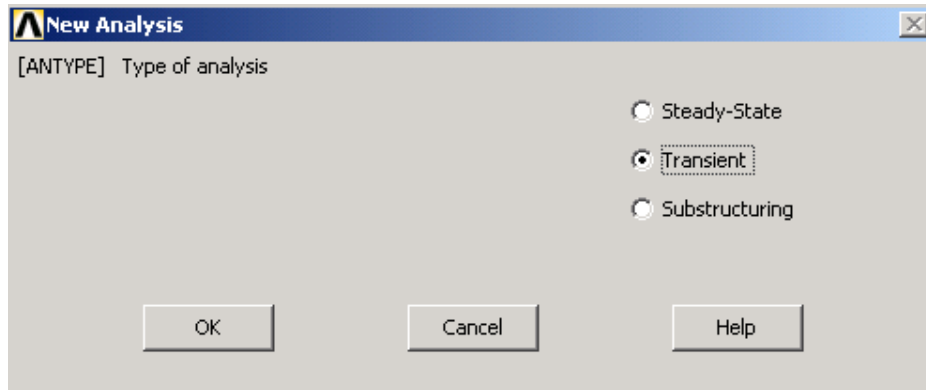 New Analysis
[ANTYPE] Type of analysis
Steady-State
Transient
Substructuring
OK Cancel Help